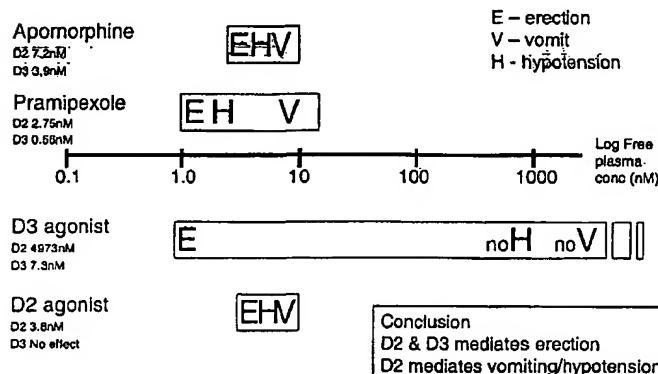 Apomorphine
D2 7.2nM
D3 3.9nM
EHV
E – erection
V – vomit
H - hypotension
Pramipexole
D2 2.75nM
D3 0.56nM
E H V
0.1 1.0 10 100 1000
Log Free
plasma
conc (nM)
D3 agonist
D2 4973nM
D3 7.3nM
E noH noV
D2 agonist
D2 3.8nM
D3 No effect
EHV
Conclusion
D2 & D3 mediates erection
D2 mediates vomiting/hypotension